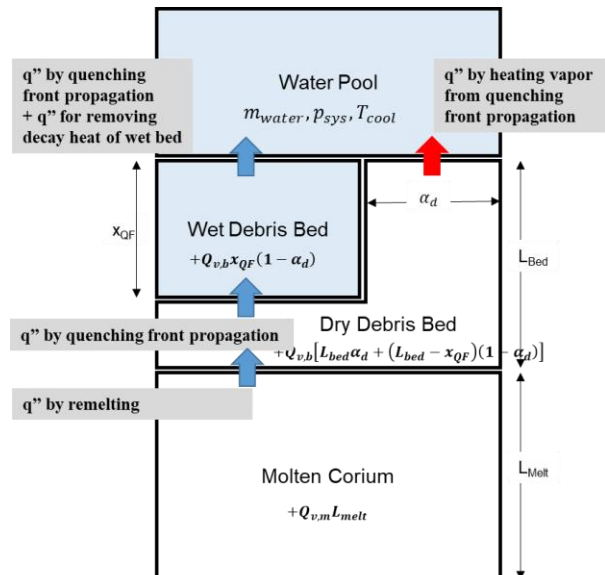 q” by quenching
front propagation
+ q” for removing
decay heat of wet bed
Water Pool
m_water, p_sys, T_cool
q” by heating vapor
from quenching
front propagation
x_QF
Wet Debris Bed
+Q_v,b x_QF(1 − α_d)
α_d
L_Bed
q” by quenching front propagation
Dry Debris Bed
+Q_v,b[L_bed α_d + (L_bed − x_QF)(1 − α_d)]
q” by remelting
Molten Corium
+Q_v,m L_melt
L_Melt